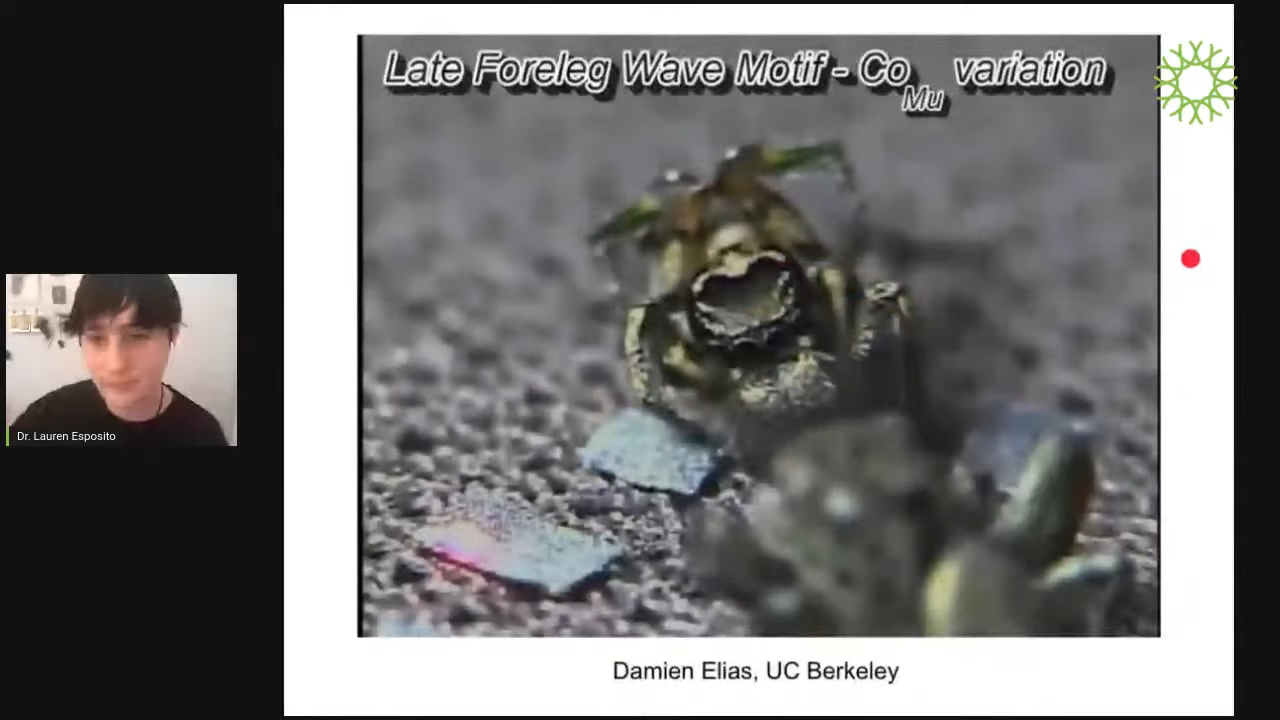 Late Foreleg Wave Motif - Co Mu variation
Dr. Lauren Esposito
Damien Elias, UC Berkeley